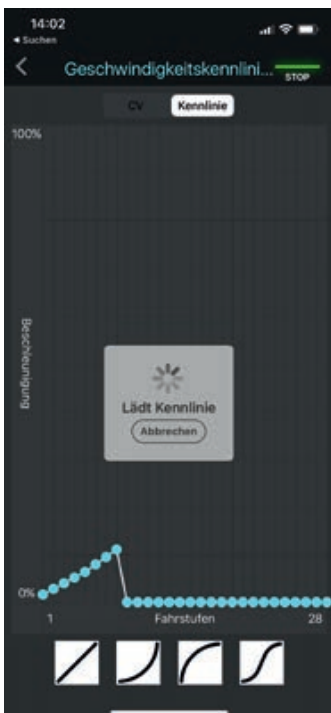 14:02
◂ Suchen
Geschwindigkeitskennlini...
STOP
CV
Kennlinie
100%
Beschleunigung
Lädt Kennlinie
Abbrechen
0%
1
Fahrstufen
28